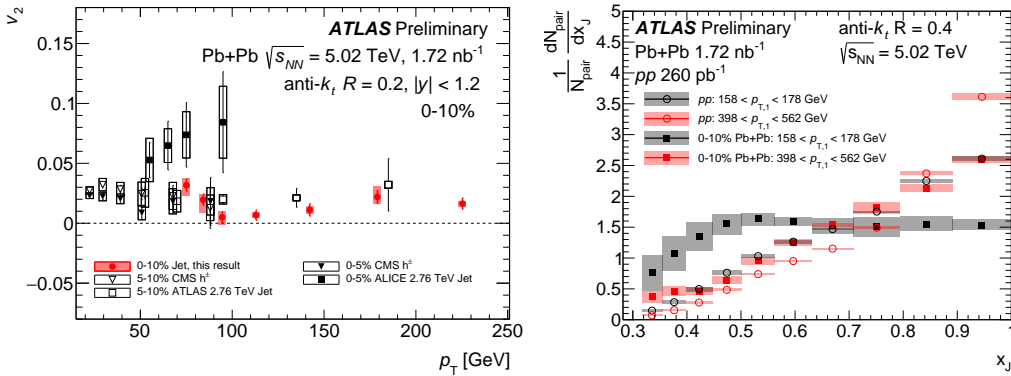 v₂
ATLAS Preliminary
Pb+Pb √sNN = 5.02 TeV, 1.72 nb⁻¹
anti-kt R = 0.2, |y| < 1.2
0-10%
0.15
0.1
0.05
0
−0.05
0-10% Jet, this result
5-10% CMS h±
5-10% ATLAS 2.76 TeV Jet
0-5% CMS h±
0-5% ALICE 2.76 TeV Jet
50 100 150 200 250
pT [GeV]
1/Npair dNpair/dxJ
ATLAS Preliminary
anti-kt R = 0.4
Pb+Pb 1.72 nb⁻¹
√sNN = 5.02 TeV
pp 260 pb⁻¹
pp: 158 < pT,1 < 178 GeV
pp: 398 < pT,1 < 562 GeV
0-10% Pb+Pb: 158 < pT,1 < 178 GeV
0-10% Pb+Pb: 398 < pT,1 < 562 GeV
5
4.5
4
3.5
3
2.5
2
1.5
1
0.5
0
0.3 0.4 0.5 0.6 0.7 0.8 0.9 1
xJ